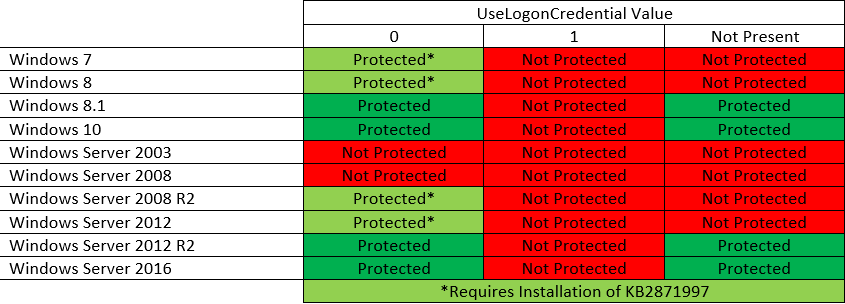 UseLogonCredential Value
0 1 Not Present
Windows 7 Protected* Not Protected Not Protected
Windows 8 Protected* Not Protected Not Protected
Windows 8.1 Protected Not Protected Protected
Windows 10 Protected Not Protected Protected
Windows Server 2003 Not Protected Not Protected Not Protected
Windows Server 2008 Not Protected Not Protected Not Protected
Windows Server 2008 R2 Protected* Not Protected Not Protected
Windows Server 2012 Protected* Not Protected Not Protected
Windows Server 2012 R2 Protected Not Protected Protected
Windows Server 2016 Protected Not Protected Protected
*Requires Installation of KB2871997